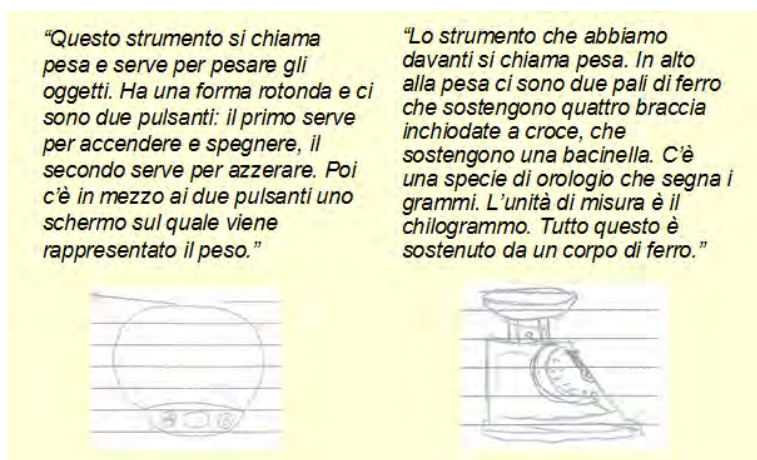 “Questo strumento si chiama
pesa e serve per pesare gli
oggetti. Ha una forma rotonda e ci
sono due pulsanti: il primo serve
per accendere e spegnere, il
secondo serve per azzerare. Poi
c’è in mezzo ai due pulsanti uno
schermo sul quale viene
rappresentato il peso.”
“Lo strumento che abbiamo
davanti si chiama pesa. In alto
alla pesa ci sono due pali di ferro
che sostengono quattro braccia
inchiodate a croce, che
sostengono una bacinella. C’è
una specie di orologio che segna i
grammi. L’unità di misura è il
chilogrammo. Tutto questo è
sostenuto da un corpo di ferro.”